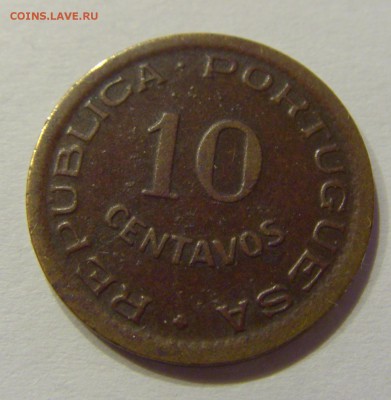 COINS.LAVE.RU
REPUBLICA · PORTUGUESA ·
10
CENTAVOS